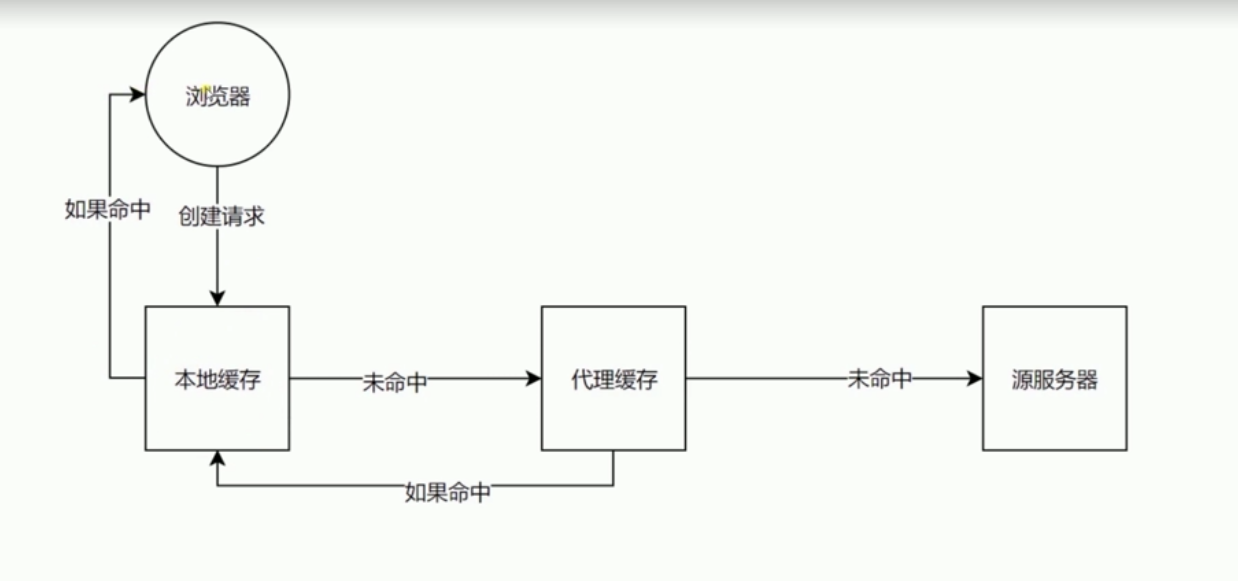 浏览器
如果命中
创建请求
本地缓存
未命中
代理缓存
未命中
源服务器
如果命中